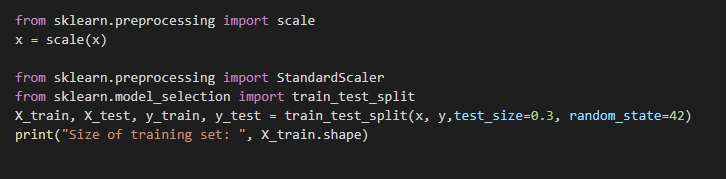 from sklearn.preprocessing import scale
x = scale(x)
from sklearn.preprocessing import StandardScaler
from sklearn.model_selection import train_test_split
X_train, X_test, y_train, y_test = train_test_split(x, y,test_size=0.3, random_state=42)
print("Size of training set: ", X_train.shape)